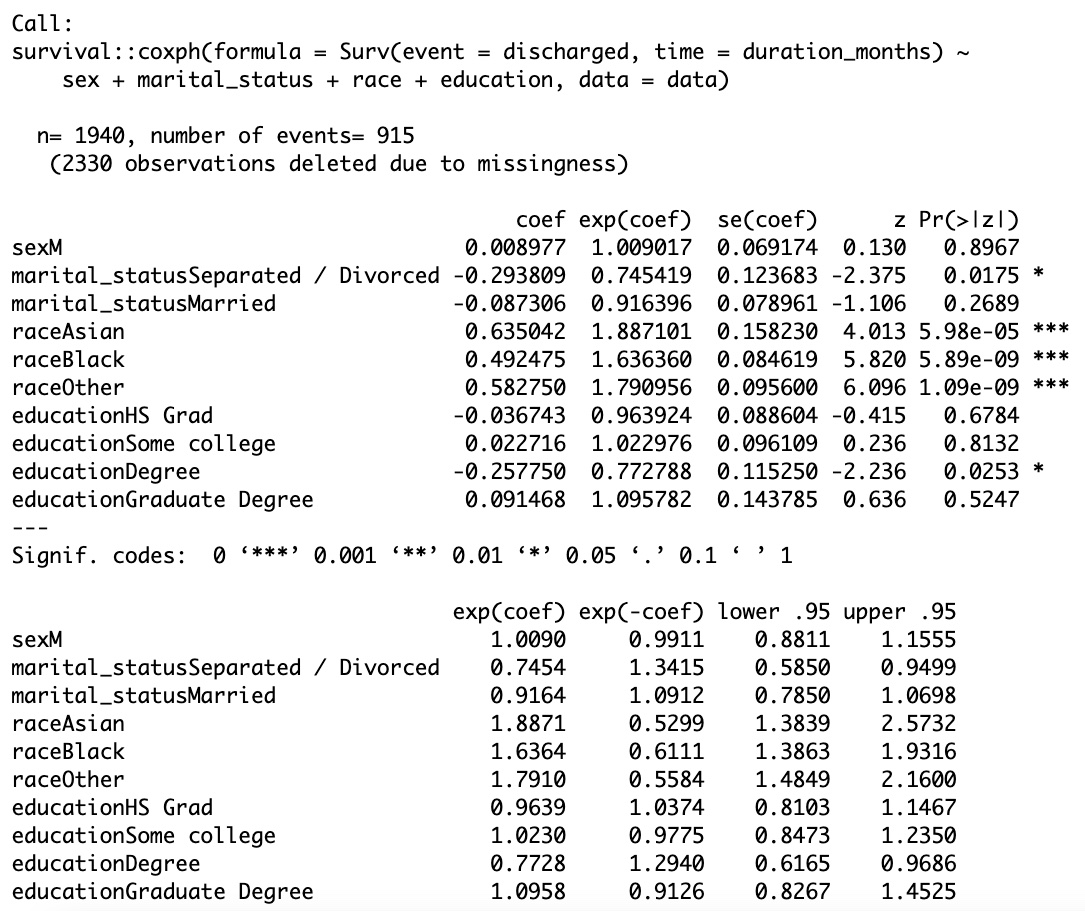 Call:
survival::coxph(formula = Surv(event = discharged, time = duration_months) ~
    sex + marital_status + race + education, data = data)

  n= 1940, number of events= 915
   (2330 observations deleted due to missingness)

                                        coef exp(coef)  se(coef)      z Pr(>|z|)
sexM                                0.008977  1.009017  0.069174  0.130   0.8967
marital_statusSeparated / Divorced -0.293809  0.745419  0.123683 -2.375   0.0175 *
marital_statusMarried              -0.087306  0.916396  0.078961 -1.106   0.2689
raceAsian                           0.635042  1.887101  0.158230  4.013 5.98e-05 ***
raceBlack                           0.492475  1.636360  0.084619  5.820 5.89e-09 ***
raceOther                           0.582750  1.790956  0.095600  6.096 1.09e-09 ***
educationHS Grad                   -0.036743  0.963924  0.088604 -0.415   0.6784
educationSome college               0.022716  1.022976  0.096109  0.236   0.8132
educationDegree                    -0.257750  0.772788  0.115250 -2.236   0.0253 *
educationGraduate Degree            0.091468  1.095782  0.143785  0.636   0.5247
---
Signif. codes:  0 ‘***’ 0.001 ‘**’ 0.01 ‘*’ 0.05 ‘.’ 0.1 ‘ ’ 1

                                   exp(coef) exp(-coef) lower .95 upper .95
sexM                                  1.0090     0.9911    0.8811    1.1555
marital_statusSeparated / Divorced    0.7454     1.3415    0.5850    0.9499
marital_statusMarried                 0.9164     1.0912    0.7850    1.0698
raceAsian                             1.8871     0.5299    1.3839    2.5732
raceBlack                             1.6364     0.6111    1.3863    1.9316
raceOther                             1.7910     0.5584    1.4849    2.1600
educationHS Grad                      0.9639     1.0374    0.8103    1.1467
educationSome college                 1.0230     0.9775    0.8473    1.2350
educationDegree                       0.7728     1.2940    0.6165    0.9686
educationGraduate Degree              1.0958     0.9126    0.8267    1.4525